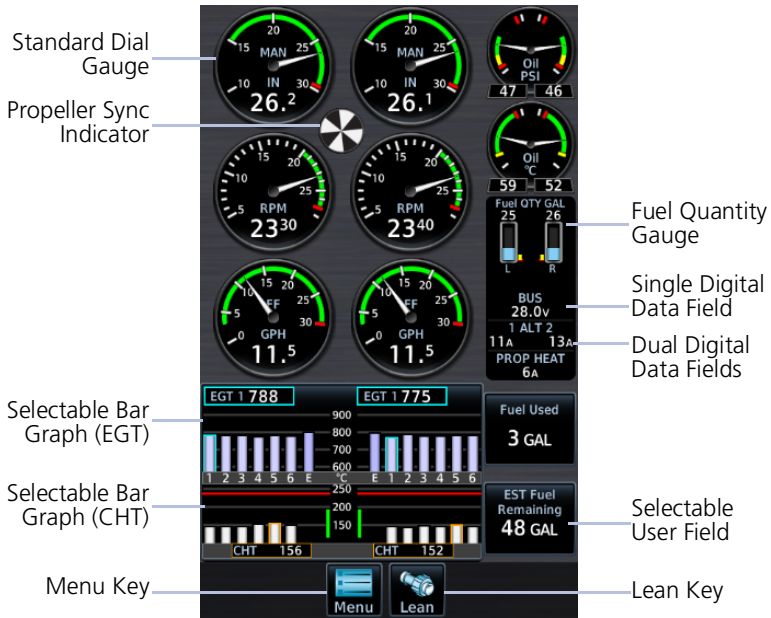 Standard Dial
Gauge
Propeller Sync
Indicator
Selectable Bar
Graph (EGT)
Selectable Bar
Graph (CHT)
Menu Key
20
15
25
MAN
IN
10
30
26.2
20
15
25
MAN
IN
10
30
26.1
15
20
10
5
RPM
2330
15
20
10
5
RPM
2340
10
15
20
5
25
FF
0
30
GPH
11.5
10
15
20
5
25
FF
0
30
GPH
11.5
Oil
PSI
47
46
Oil
°C
59
52
Fuel QTY GAL
25
26
L
R
BUS
28.0V
1 ALT 2
11A
13A
PROP HEAT
6A
EGT 1 788
EGT 1 775
900
800
700
600
1 2 3 4 5 6 E
°C
E 1 2 3 4 5 6
250
200
150
CHT 156
CHT 152
Fuel Used
3 GAL
EST Fuel
Remaining
48 GAL
Menu
Lean
Fuel Quantity
Gauge
Single Digital
Data Field
Dual Digital
Data Fields
Selectable
User Field
Lean Key